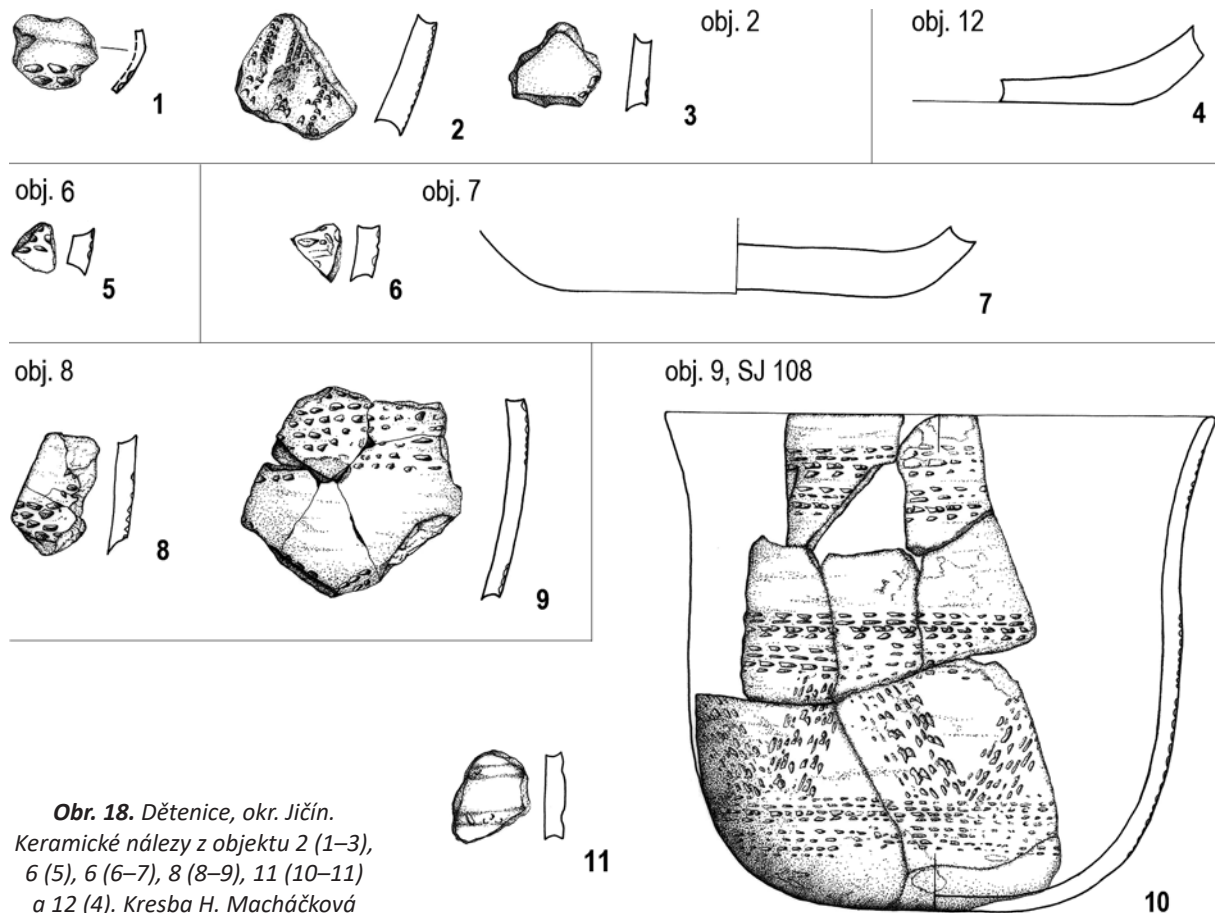 obj. 2
obj. 12
1
2
3
4
obj. 6
obj. 7
5
6
7
obj. 8
obj. 9, SJ 108
8
9
10
11
Obr. 18. Dětenice, okr. Jičín.
Keramické nálezy z objektu 2 (1–3),
6 (5), 6 (6–7), 8 (8–9), 11 (10–11)
a 12 (4). Kresba H. Macháčková